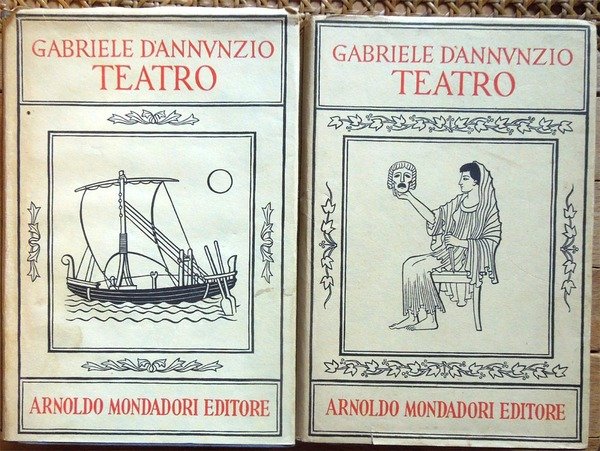 GABRIELE D'ANNVNZIO
TEATRO
ARNOLDO MONDADORI EDITORE
GABRIELE D'ANNVNZIO
TEATRO
ARNOLDO MONDADORI EDITORE